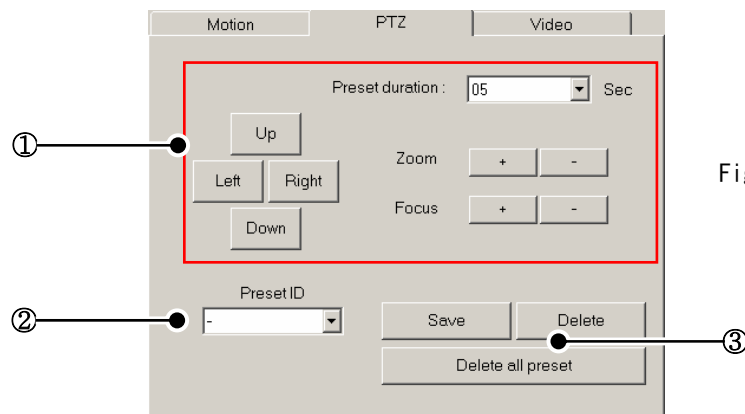 Motion PTZ Video
Preset duration : 05 Sec
①
Up
Zoom + -
Left Right
Focus + -
Down
Preset ID
② - Save Delete
③
Delete all preset